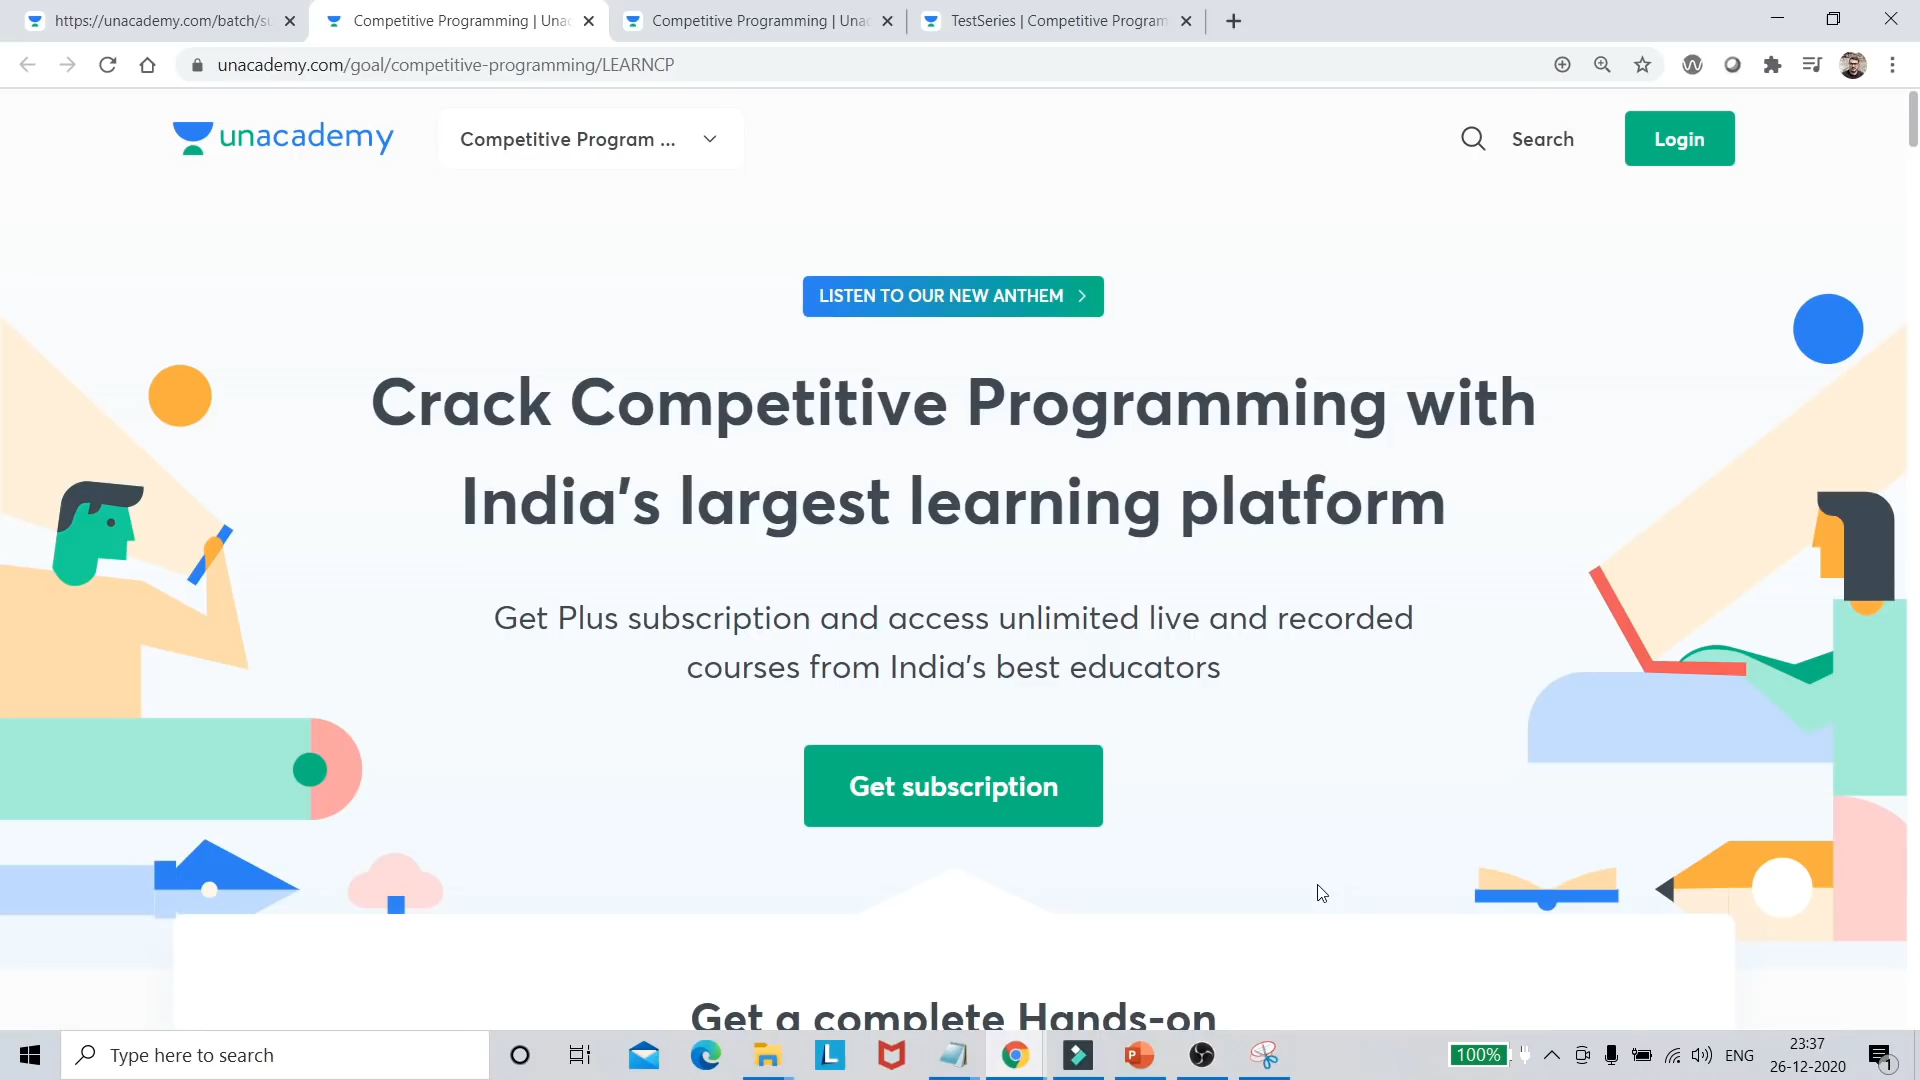 https://unacademy.com/batch/su
Competitive Programming | Una
Competitive Programming | Una
TestSeries | Competitive Program
unacademy.com/goal/competitive-programming/LEARNCP
unacademy
Competitive Program ...
Search
Login
LISTEN TO OUR NEW ANTHEM
Crack Competitive Programming with
India's largest learning platform
Get Plus subscription and access unlimited live and recorded
courses from India's best educators
Get subscription
Get a complete Hands-on
Type here to search
100%
ENG
23:37
26-12-2020
1